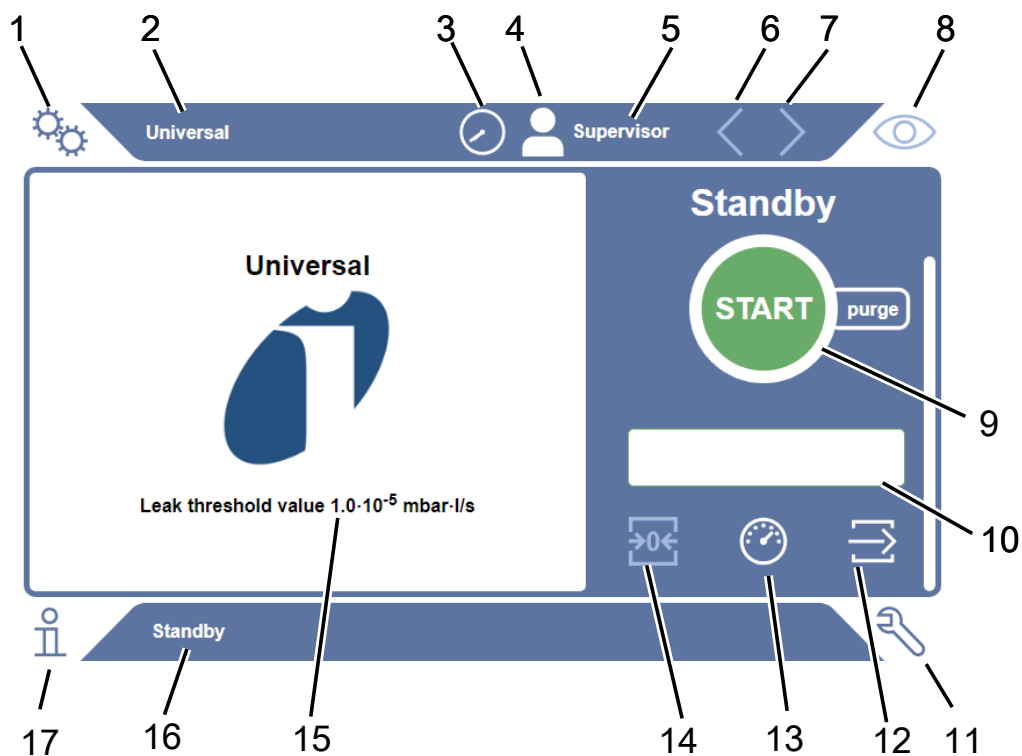 1 2 3 4 5 6 7 8
Universal
Supervisor
Universal
Leak threshold value 1.0·10⁻⁵ mbar·l/s
Standby
START
purge
9
10
→0←
Standby
17 16 15 14 13 12 11